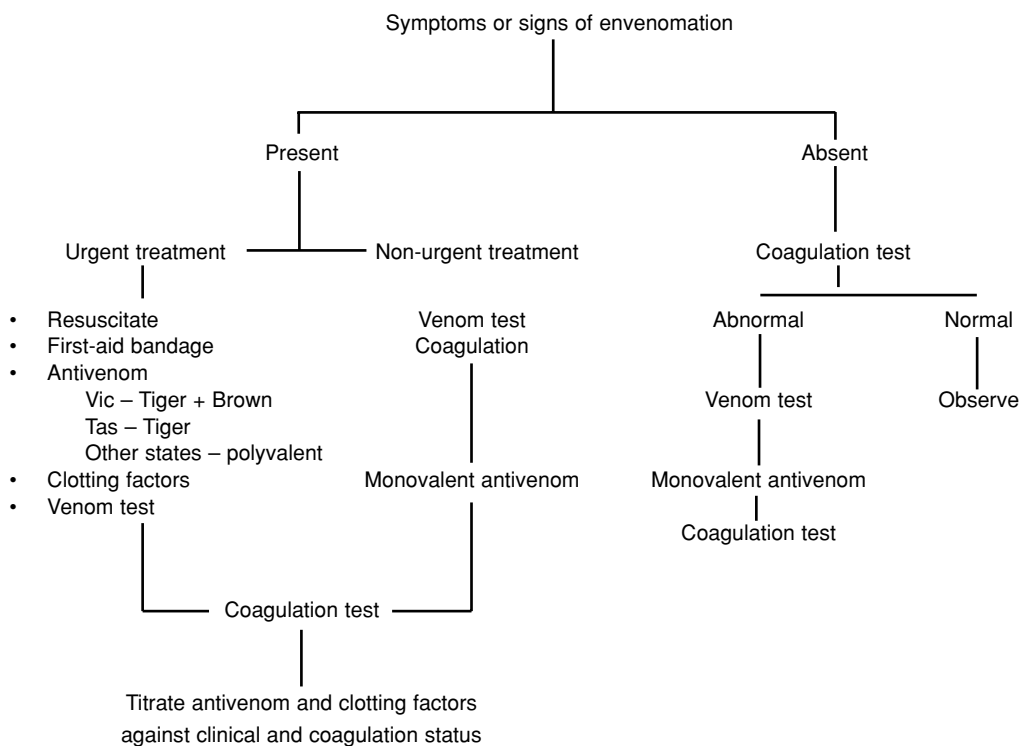 Symptoms or signs of envenomation
Present
Absent
Urgent treatment
Non-urgent treatment
Coagulation test
• Resuscitate
• First-aid bandage
• Antivenom
Vic – Tiger + Brown
Tas – Tiger
Other states – polyvalent
• Clotting factors
• Venom test
Venom test
Coagulation
Monovalent antivenom
Abnormal
Normal
Venom test
Observe
Monovalent antivenom
Coagulation test
Coagulation test
Titrate antivenom and clotting factors
against clinical and coagulation status